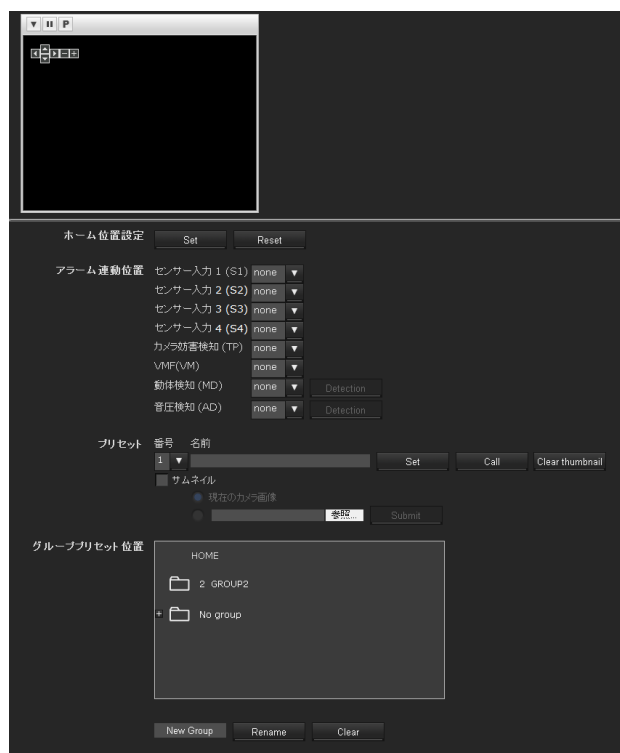 P
ホーム位置設定 Set Reset
アラーム連動位置 センサー入力 1 (S1) none
センサー入力 2 (S2) none
センサー入力 3 (S3) none
センサー入力 4 (S4) none
カメラ妨害検知 (TP) none
VMF(VM) none
動体検知 (MD) none Detection
音圧検知 (AD) none Detection
プリセット 番号 名前
1 Set Call Clear thumbnail
サムネイル
現在のカメラ画像
参照... Submit
グループプリセット位置
HOME
2 GROUP2
No group
New Group Rename Clear